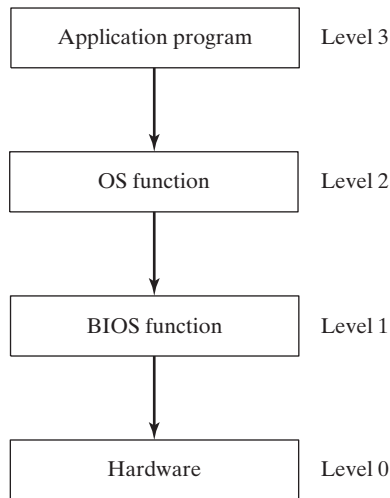 Application program Level 3
OS function Level 2
BIOS function Level 1
Hardware Level 0